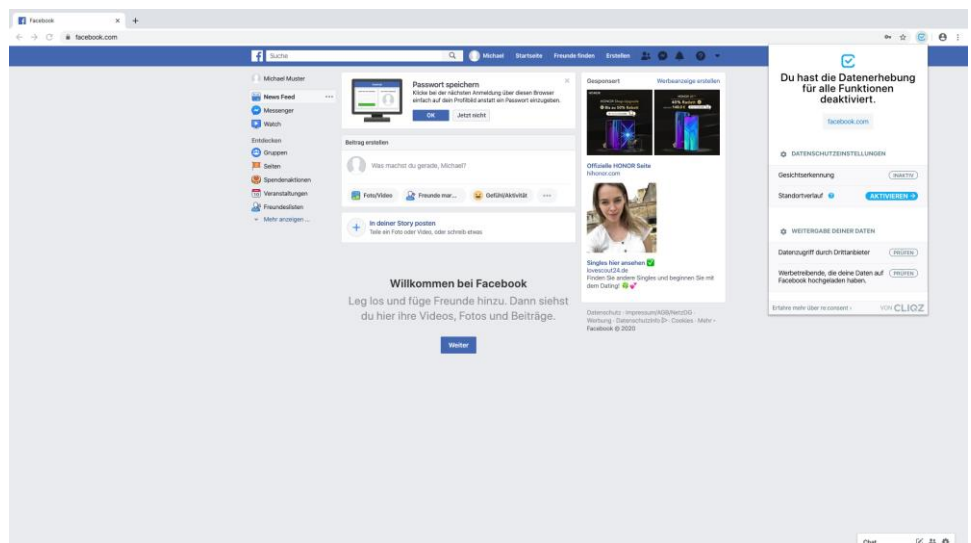 Facebook
facebook.com
Suche
Michael Startseite Freunde finden Erstellen
Michael Muster
News Feed
Messenger
Watch
Entdecken
Gruppen
Seiten
Spendenaktionen
Veranstaltungen
Freundeslisten
Mehr anzeigen ...
Passwort speichern
Klicke bei der nächsten Anmeldung über diesen Browser
einfach auf dein Profilbild anstatt ein Passwort einzugeben.
OK Jetzt nicht
Beitrag erstellen
Was machst du gerade, Michael?
Foto/Video Freunde mar... Gefühl/Aktivität
In deiner Story posten
Teile ein Foto oder Video, oder schreib etwas
Willkommen bei Facebook
Leg los und füge Freunde hinzu. Dann siehst
du hier ihre Videos, Fotos und Beiträge.
Weiter
Gesponsert Werbeanzeige erstellen
Offizielle HONOR Seite
hihonor.com
Singles hier ansehen ✅
lovescout24.de
Finden Sie andere Singles und beginnen Sie mit
dem Dating!
Datenschutz · Impressum/AGB/NetzDG ·
Werbung · Datenschutzinfo · Cookies · Mehr
Facebook © 2020
Du hast die Datenerhebung
für alle Funktionen
deaktiviert.
facebook.com
DATENSCHUTZEINSTELLUNGEN
Gesichtserkennung INAKTIV
Standortverlauf AKTIVIEREN →
WEITERGABE DEINER DATEN
Datenzugriff durch Drittanbieter PRÜFEN
Werbetreibende, die deine Daten auf PRÜFEN
Facebook hochgeladen haben.
Erfahre mehr über re:consent › VON CLIQZ
Chat